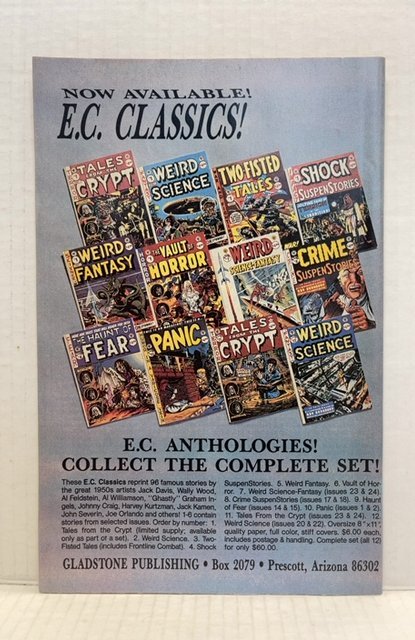 NOW AVAILABLE!
E.C. CLASSICS!
TALES
FROM THE
CRYPT
WEIRD
SCIENCE
TWO-FISTED
TALES
SHOCK
SUSPENSTORIES
WEIRD
FANTASY
THE VAULT
OF
HORROR
WEIRD
SCIENCE-FANTASY
CRIME
SUSPENSTORIES
THE HAUNT
OF
FEAR
PANIC
TALES
FROM THE
CRYPT
WEIRD
SCIENCE
E.C. ANTHOLOGIES!
COLLECT THE COMPLETE SET!
These E.C. Classics reprint 96 famous stories by
the great 1950s artists Jack Davis, Wally Wood,
Al Feldstein, Al Williamson, "Ghastly" Graham In-
gels, Johnny Craig, Harvey Kurtzman, Jack Kamen,
John Severin, Joe Orlando and others! 1-6 contain
stories from selected issues. Order by number: 1.
Tales from the Crypt (limited supply; available
only as part of a set). 2. Weird Science. 3. Two-
Fisted Tales (includes Frontline Combat). 4. Shock
SuspenStories. 5. Weird Fantasy. 6. Vault of Hor-
ror. 7. Weird Science-Fantasy (issues 23 & 24).
8. Crime SuspenStories (issues 17 & 18). 9. Haunt
of Fear (issues 14 & 15). 10. Panic (issues 1 & 2).
11. Tales From the Crypt (issues 23 & 24). 12.
Weird Science (issues 20 & 22). Oversize 8"x11",
quality paper, full color, stiff covers. $6.00 each,
includes postage & handling. Complete set (all 12)
for only $60.00.
GLADSTONE PUBLISHING • Box 2079 • Prescott, Arizona 86302